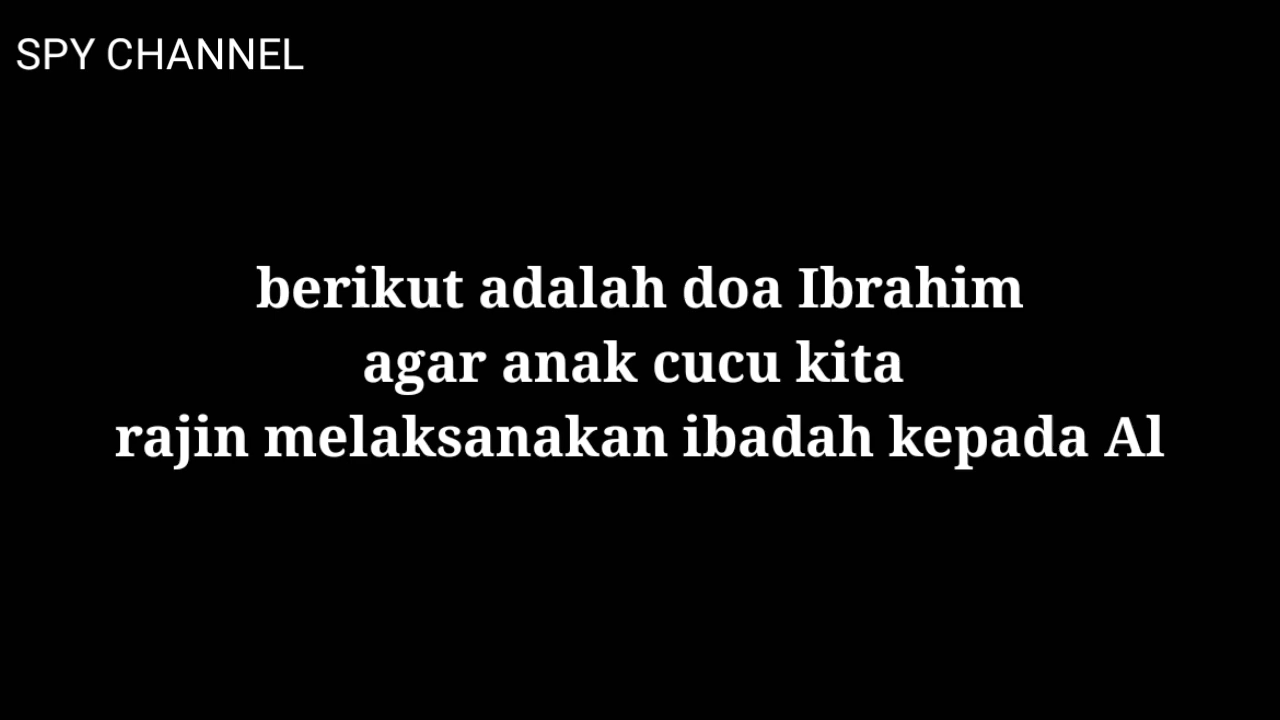 SPY CHANNEL
berikut adalah doa Ibrahim
agar anak cucu kita
rajin melaksanakan ibadah kepada Al